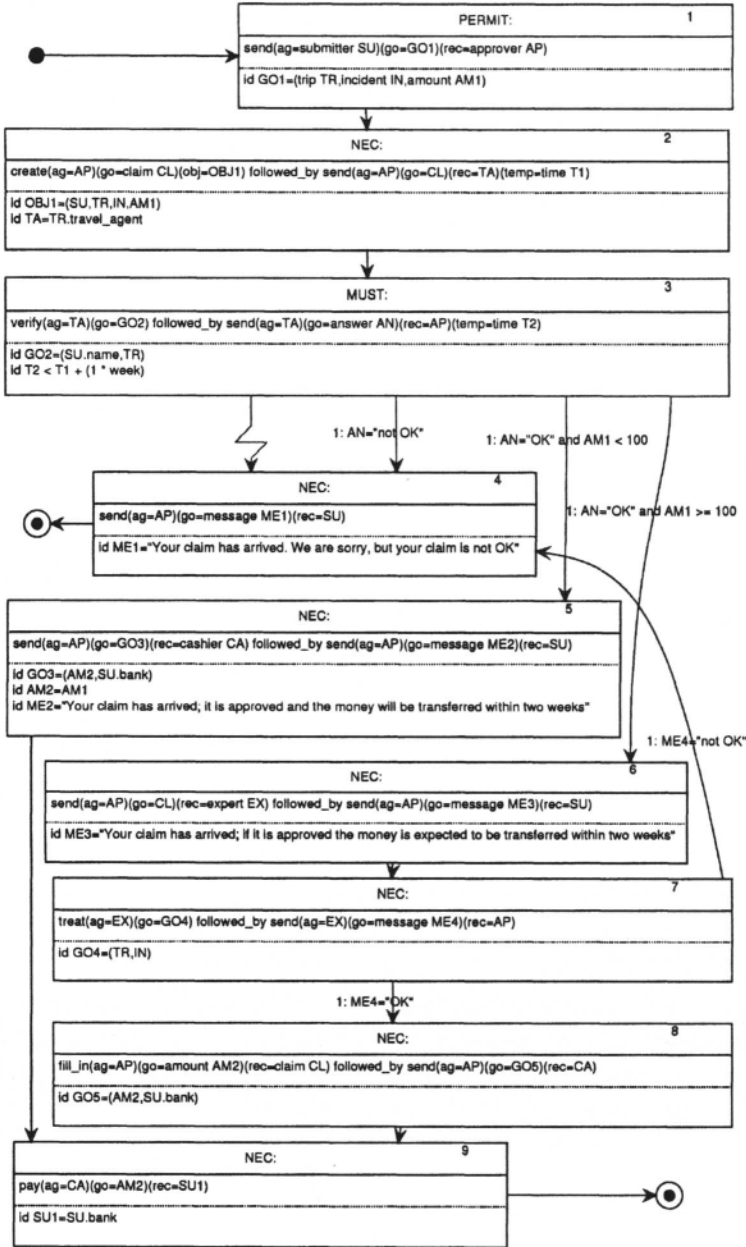 PERMIT: 1
send(ag=submitter SU)(go=GO1)(rec=approver AP)
id GO1=(trip TR,incident IN,amount AM1)
NEC: 2
create(ag=AP)(go=claim CL)(obj=OBJ1) followed_by send(ag=AP)(go=CL)(rec=TA)(temp=time T1)
id OBJ1=(SU,TR,IN,AM1)
id TA=TR.travel_agent
MUST: 3
verify(ag=TA)(go=GO2) followed_by send(ag=TA)(go=answer AN)(rec=AP)(temp=time T2)
id GO2=(SU.name,TR)
id T2 < T1 + (1 * week)
1: AN="not OK"
1: AN="OK" and AM1 < 100
1: AN="OK" and AM1 >= 100
NEC: 4
send(ag=AP)(go=message ME1)(rec=SU)
id ME1="Your claim has arrived. We are sorry, but your claim is not OK"
NEC: 5
send(ag=AP)(go=GO3)(rec=cashier CA) followed_by send(ag=AP)(go=message ME2)(rec=SU)
id GO3=(AM2,SU.bank)
id AM2=AM1
id ME2="Your claim has arrived; it is approved and the money will be transferred within two weeks"
1: ME4="not OK"
NEC: 6
send(ag=AP)(go=CL)(rec=expert EX) followed_by send(ag=AP)(go=message ME3)(rec=SU)
id ME3="Your claim has arrived; if it is approved the money is expected to be transferred within two weeks"
NEC: 7
treat(ag=EX)(go=GO4) followed_by send(ag=EX)(go=message ME4)(rec=AP)
id GO4=(TR,IN)
1: ME4="OK"
NEC: 8
fill_in(ag=AP)(go=amount AM2)(rec=claim CL) followed_by send(ag=AP)(go=GO5)(rec=CA)
id GO5=(AM2,SU.bank)
NEC: 9
pay(ag=CA)(go=AM2)(rec=SU1)
id SU1=SU.bank